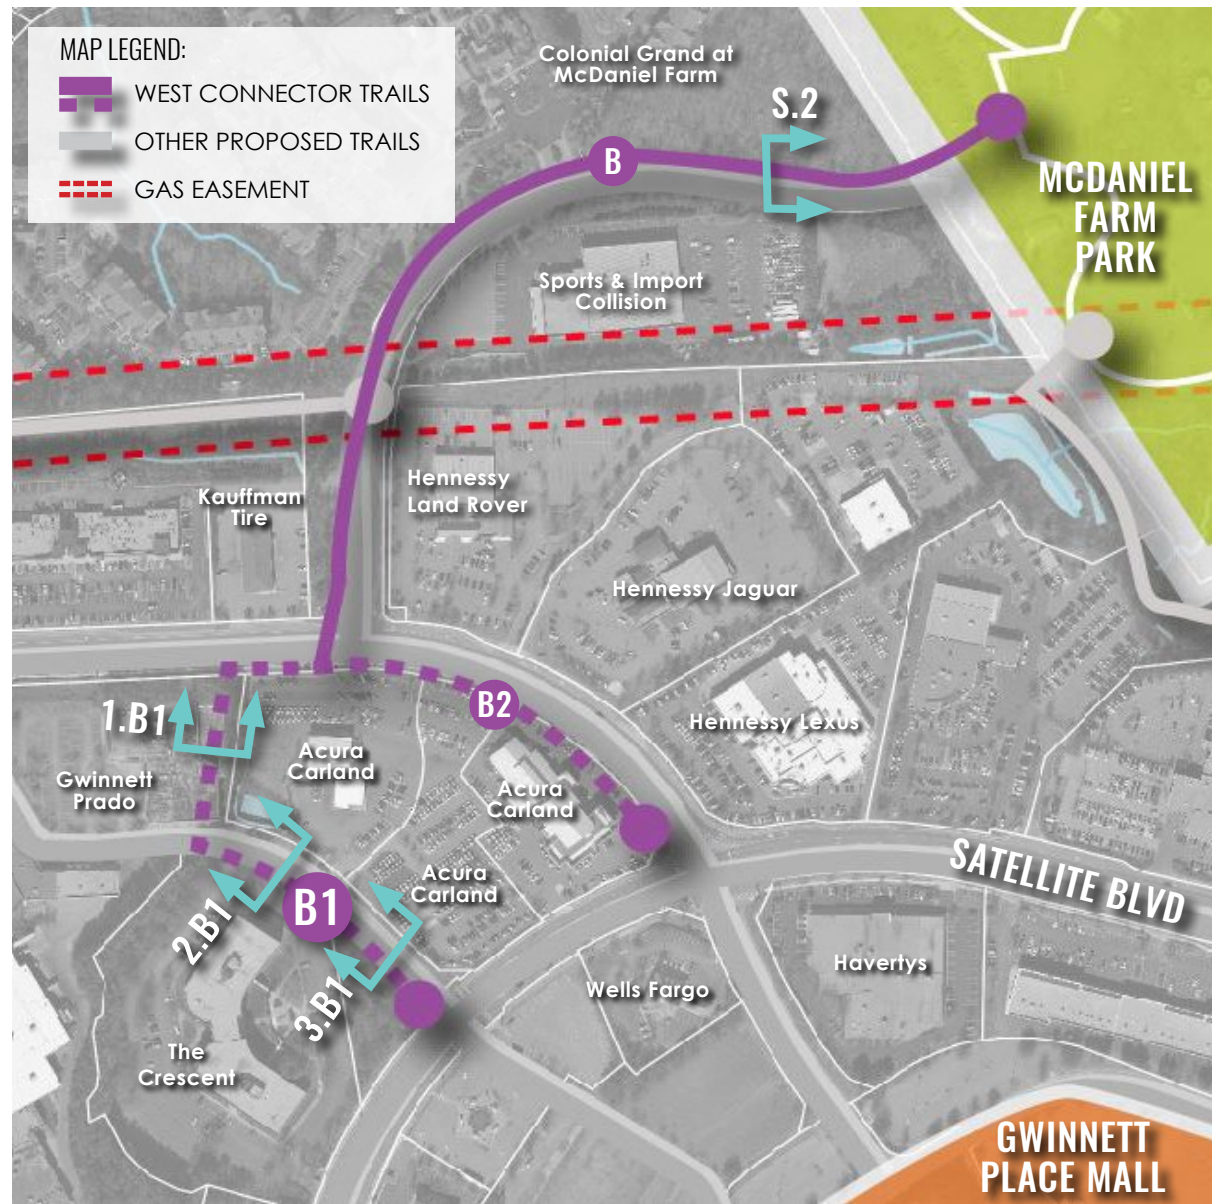 MAP LEGEND:
WEST CONNECTOR TRAILS
OTHER PROPOSED TRAILS
GAS EASEMENT
Colonial Grand at
McDaniel Farm
S.2
B
MCDANIEL
FARM
PARK
Sports & Import
Collision
Kauffman
Tire
Hennessy
Land Rover
Hennessy Jaguar
1.B1
B2
Hennessy Lexus
Gwinnett
Prado
Acura
Carland
Acura
Carland
Acura
Carland
SATELLITE BLVD
2.B1
B1
3.B1
Wells Fargo
Havertys
The
Crescent
GWINNETT
PLACE MALL